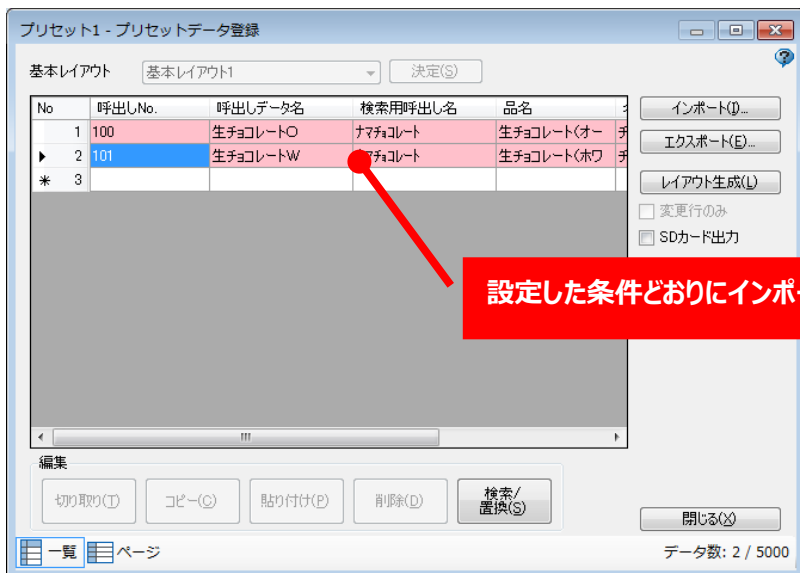 プリセット1 - プリセットデータ登録
基本レイアウト 基本レイアウト1 決定(S)
No 呼出しNo. 呼出しデータ名 検索用呼出し名 品名
1 100 生チョコレートO ナマチョコレート 生チョコレート(オー チ
2 101 生チョコレートW マチョコレート 生チョコレート(ホワ チ
* 3
インポート(I)...
エクスポート(E)...
レイアウト生成(L)
変更行のみ
SDカード出力
設定した条件どおりにインポ
編集
切り取り(T) コピー(C) 貼り付け(P) 削除(D) 検索/
置換(S)
閉じる(X)
一覧 ページ データ数: 2 / 5000